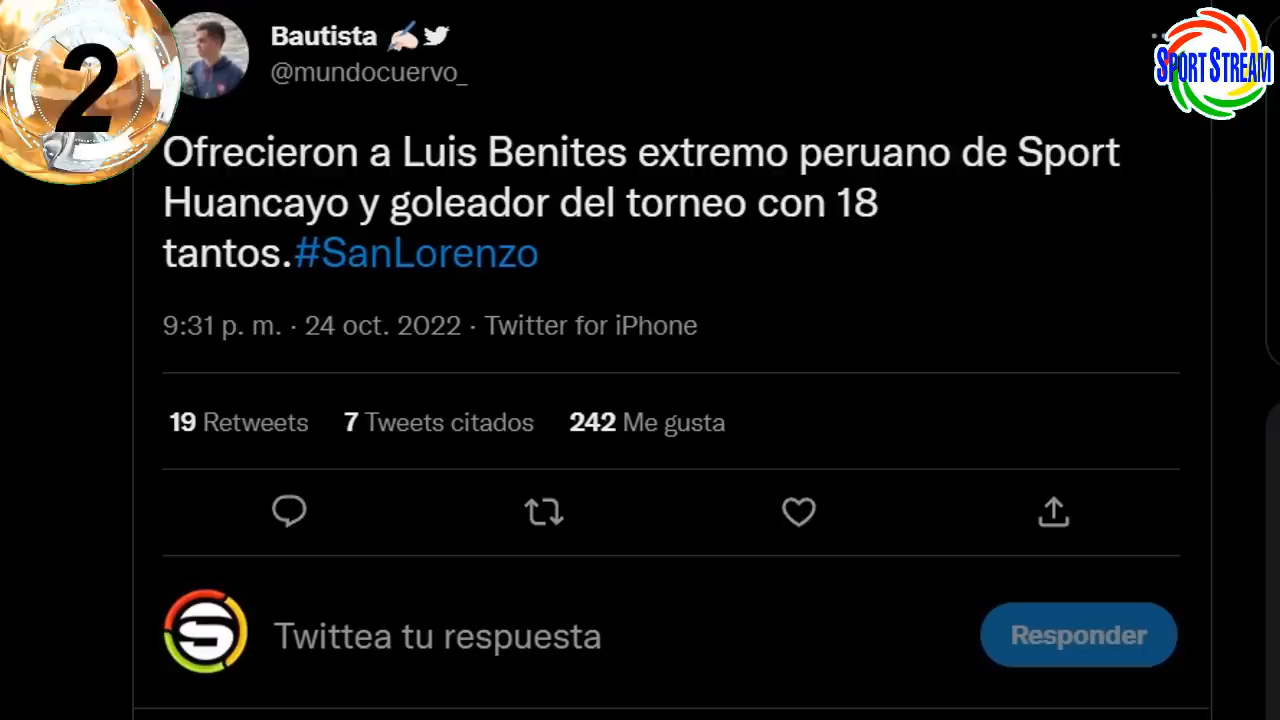 2
Bautista ✍🏻
@mundocuervo_
SPORT STREAM
Ofrecieron a Luis Benites extremo peruano de Sport
Huancayo y goleador del torneo con 18
tantos.#SanLorenzo
9:31 p. m. · 24 oct. 2022 · Twitter for iPhone
19 Retweets 7 Tweets citados 242 Me gusta
S
Twittea tu respuesta
Responder